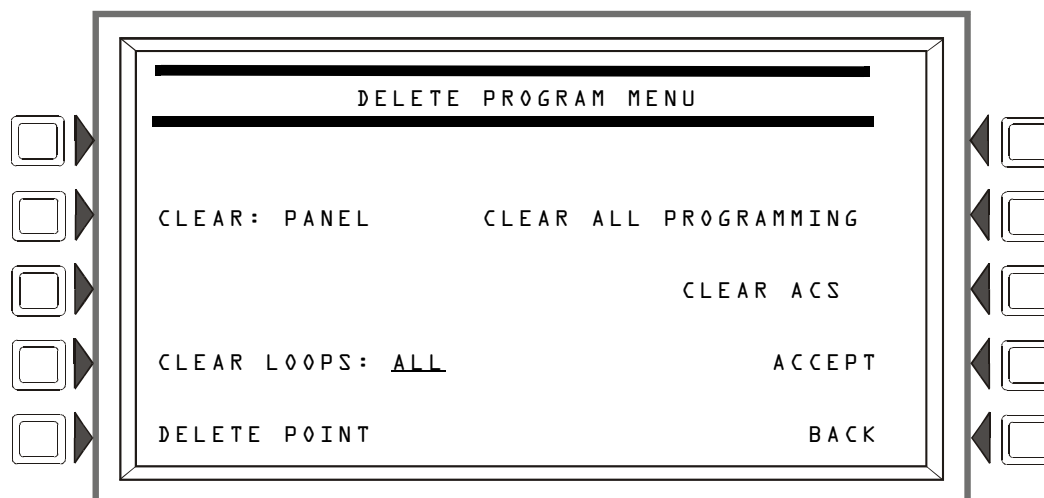 DELETE PROGRAM MENU
CLEAR: PANEL CLEAR ALL PROGRAMMING
CLEAR ACS
CLEAR LOOPS: ALL ACCEPT
DELETE POINT BACK